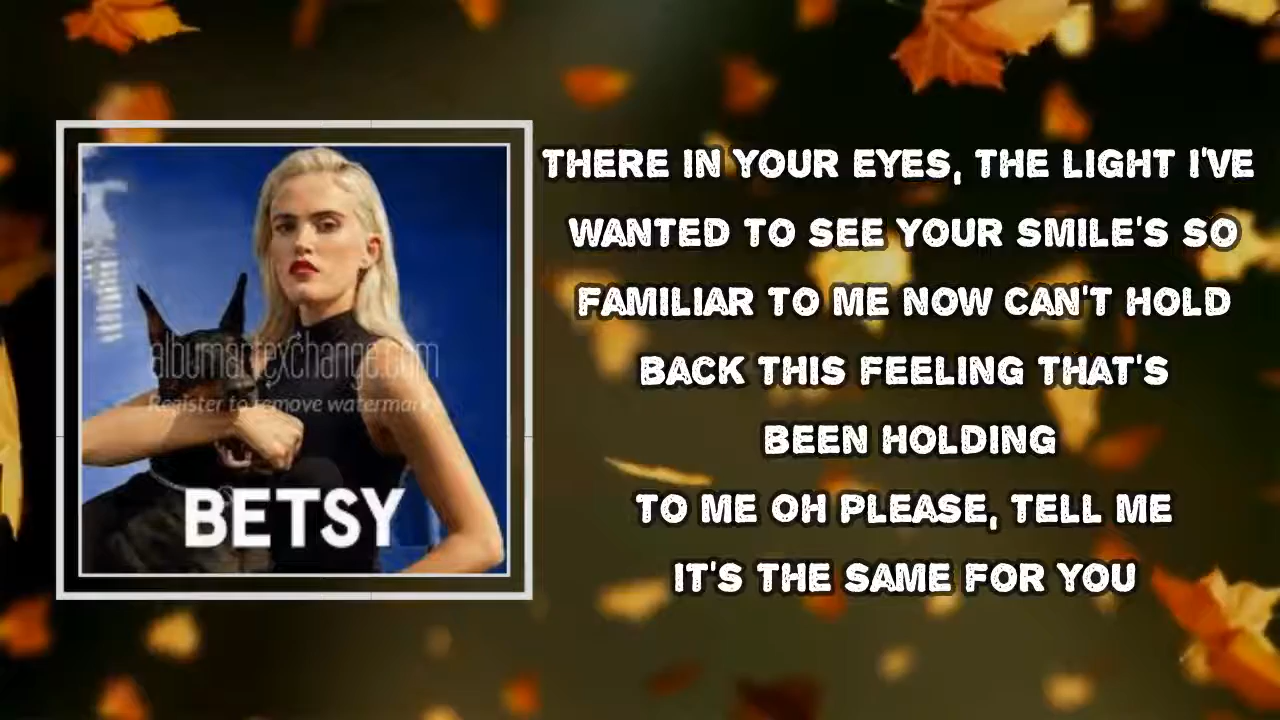 THERE IN YOUR EYES, THE LIGHT I'VE
WANTED TO SEE YOUR SMILE'S SO
FAMILIAR TO ME NOW CAN'T HOLD
BACK THIS FEELING THAT'S
BEEN HOLDING
TO ME OH PLEASE, TELL ME
IT'S THE SAME FOR YOU
albumartexchange.com
Register to remove watermark
BETSY